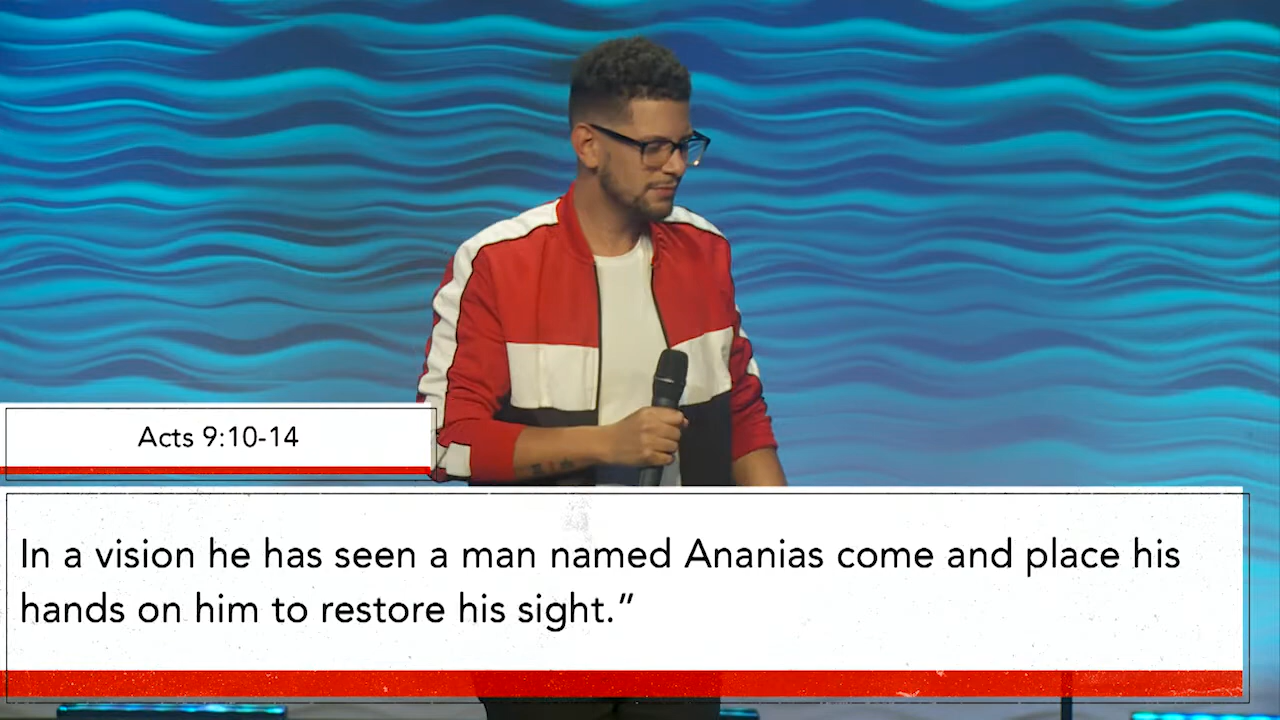 Acts 9:10-14
In a vision he has seen a man named Ananias come and place his
hands on him to restore his sight.”